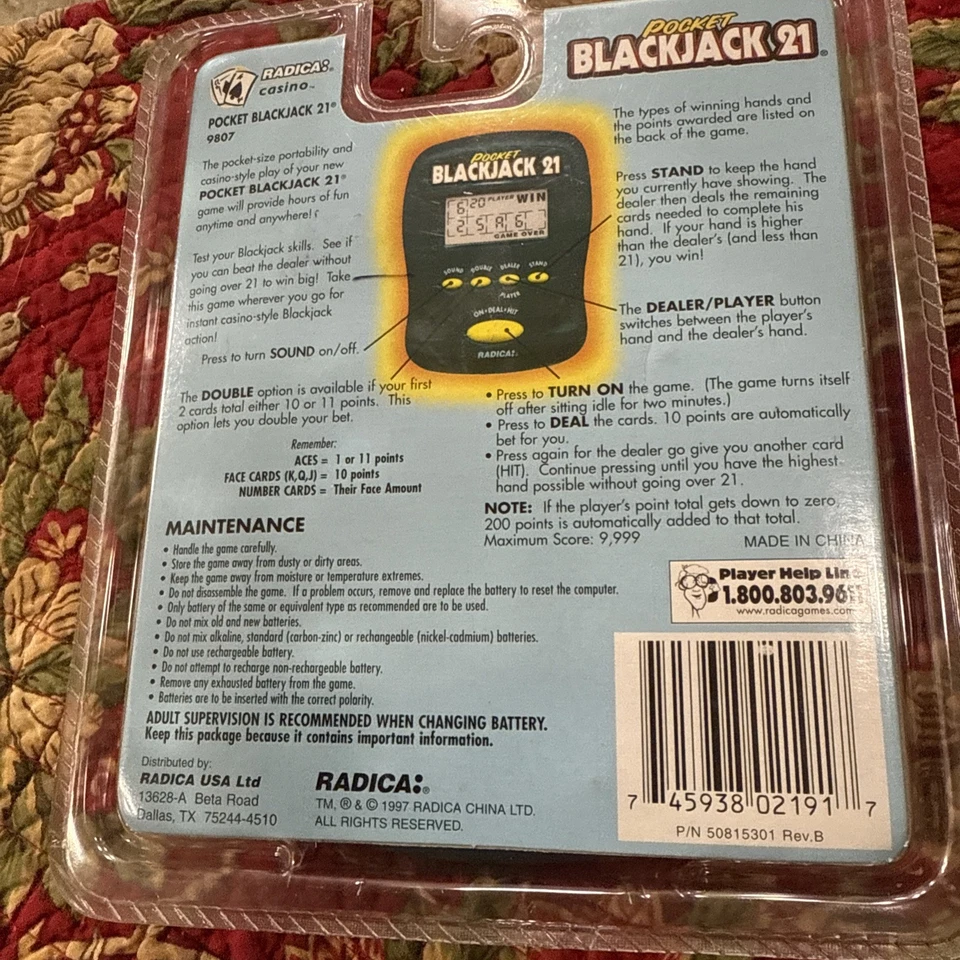 RADICA:®
casino™
POCKET BLACKJACK 21®
9807
The pocket-size portability and
casino-style play of your new
POCKET BLACKJACK 21®
game will provide hours of fun
anytime and anywhere!
Test your Blackjack skills. See if
you can beat the dealer without
going over 21 to win big! Take
this game wherever you go for
instant casino-style Blackjack
action!
Press to turn SOUND on/off.
The DOUBLE option is available if your first
2 cards total either 10 or 11 points. This
option lets you double your bet.
Remember:
ACES = 1 or 11 points
FACE CARDS (K,Q,J) = 10 points
NUMBER CARDS = Their Face Amount
POCKET
BLACKJACK 21
6 20 PLAYER WIN
2 5 A 6
GAME OVER
SOUND DOUBLE DEALER STAND
PLAYER
ON•DEAL•HIT
RADICA:
POCKET
BLACKJACK 21®
The types of winning hands and
the points awarded are listed on
the back of the game.
Press STAND to keep the hand
you currently have showing. The
dealer then deals the remaining
cards needed to complete his
hand. If your hand is higher
than the dealer's (and less than
21), you win!
The DEALER/PLAYER button
switches between the player's
hand and the dealer's hand.
• Press to TURN ON the game. (The game turns itself
off after sitting idle for two minutes.)
• Press to DEAL the cards. 10 points are automatically
bet for you.
• Press again for the dealer go give you another card
(HIT). Continue pressing until you have the highest
hand possible without going over 21.
NOTE: If the player's point total gets down to zero,
200 points is automatically added to that total.
Maximum Score: 9,999
MADE IN CHINA
MAINTENANCE
• Handle the game carefully.
• Store the game away from dusty or dirty areas.
• Keep the game away from moisture or temperature extremes.
• Do not disassemble the game. If a problem occurs, remove and replace the battery to reset the computer.
• Only battery of the same or equivalent type as recommended are to be used.
• Do not mix old and new batteries.
• Do not mix alkaline, standard (carbon-zinc) or rechargeable (nickel-cadmium) batteries.
• Do not use rechargeable battery.
• Do not attempt to recharge non-rechargeable battery.
• Remove any exhausted battery from the game.
• Batteries are to be inserted with the correct polarity.
ADULT SUPERVISION IS RECOMMENDED WHEN CHANGING BATTERY.
Keep this package because it contains important information.
Distributed by:
RADICA USA Ltd
13628-A Beta Road
Dallas, TX 75244-4510
RADICA:®
TM, ® & © 1997 RADICA CHINA LTD.
ALL RIGHTS RESERVED.
Player Help Line
www.radicagames.com
7 45938 02191 7
P/N 50815301 Rev.B